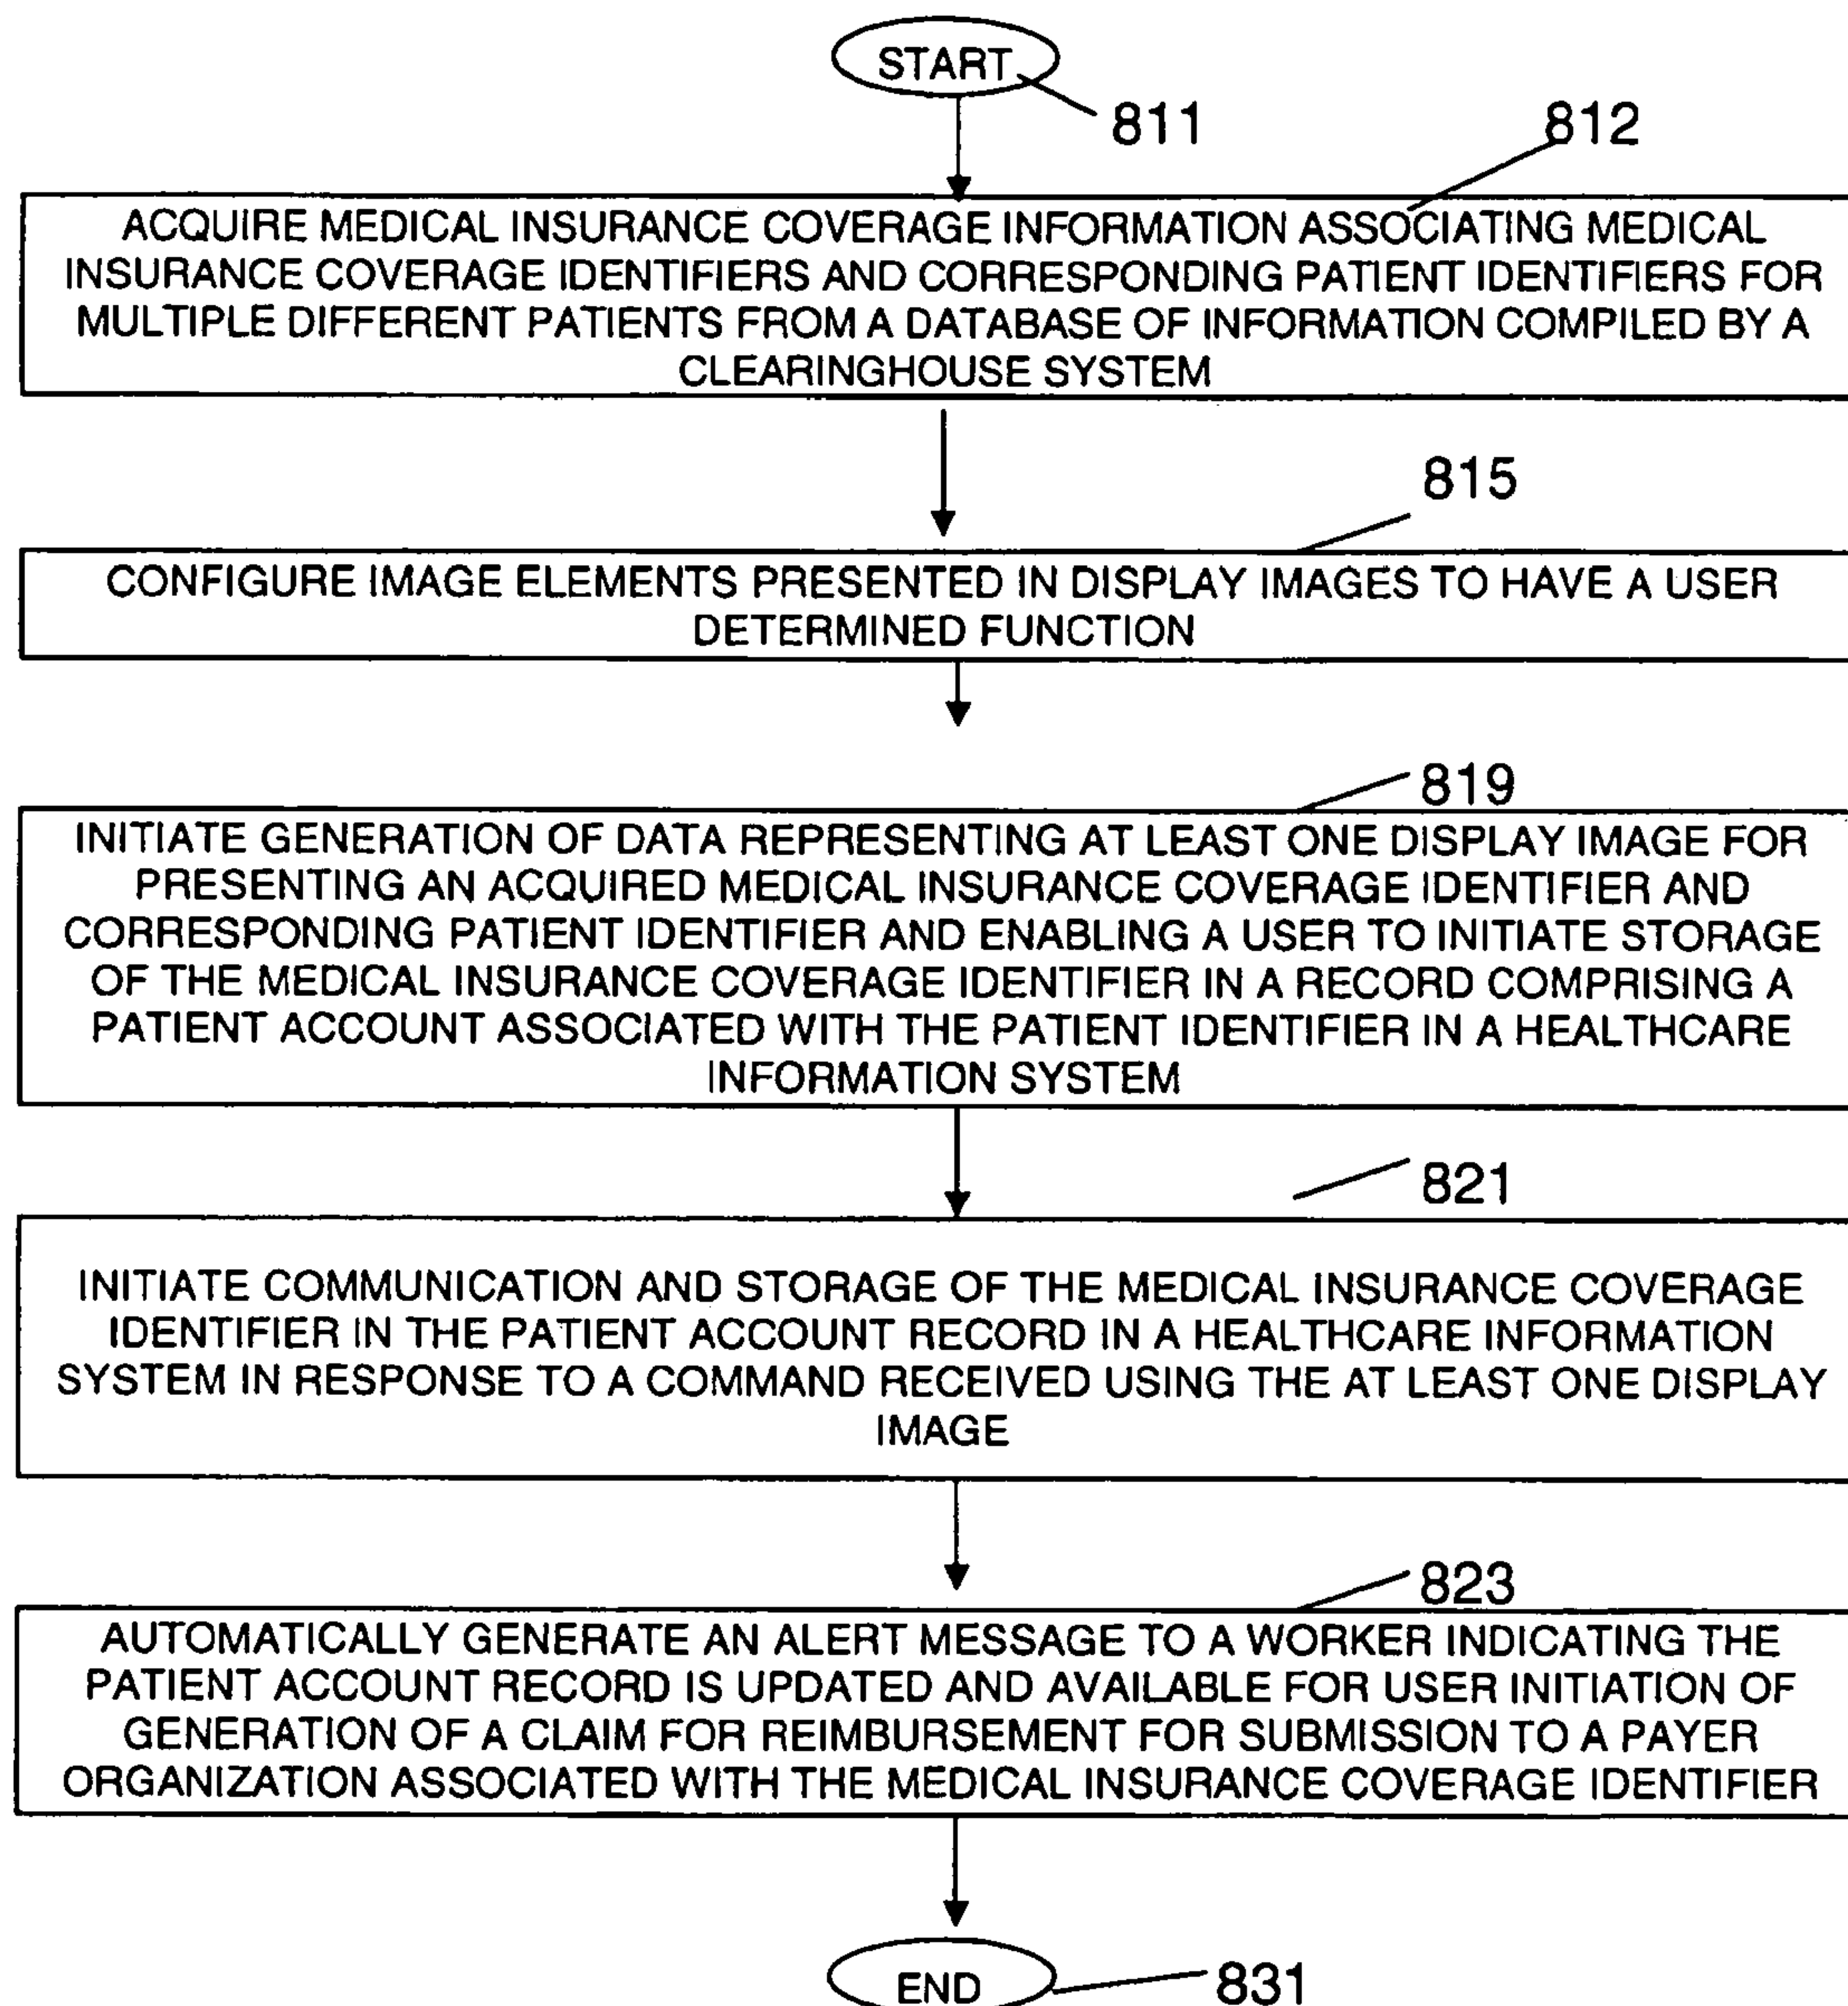 START
811
812
ACQUIRE MEDICAL INSURANCE COVERAGE INFORMATION ASSOCIATING MEDICAL
INSURANCE COVERAGE IDENTIFIERS AND CORRESPONDING PATIENT IDENTIFIERS FOR
MULTIPLE DIFFERENT PATIENTS FROM A DATABASE OF INFORMATION COMPILED BY A
CLEARINGHOUSE SYSTEM
815
CONFIGURE IMAGE ELEMENTS PRESENTED IN DISPLAY IMAGES TO HAVE A USER
DETERMINED FUNCTION
819
INITIATE GENERATION OF DATA REPRESENTING AT LEAST ONE DISPLAY IMAGE FOR
PRESENTING AN ACQUIRED MEDICAL INSURANCE COVERAGE IDENTIFIER AND
CORRESPONDING PATIENT IDENTIFIER AND ENABLING A USER TO INITIATE STORAGE
OF THE MEDICAL INSURANCE COVERAGE IDENTIFIER IN A RECORD COMPRISING A
PATIENT ACCOUNT ASSOCIATED WITH THE PATIENT IDENTIFIER IN A HEALTHCARE
INFORMATION SYSTEM
821
INITIATE COMMUNICATION AND STORAGE OF THE MEDICAL INSURANCE COVERAGE
IDENTIFIER IN THE PATIENT ACCOUNT RECORD IN A HEALTHCARE INFORMATION
SYSTEM IN RESPONSE TO A COMMAND RECEIVED USING THE AT LEAST ONE DISPLAY
IMAGE
823
AUTOMATICALLY GENERATE AN ALERT MESSAGE TO A WORKER INDICATING THE
PATIENT ACCOUNT RECORD IS UPDATED AND AVAILABLE FOR USER INITIATION OF
GENERATION OF A CLAIM FOR REIMBURSEMENT FOR SUBMISSION TO A PAYER
ORGANIZATION ASSOCIATED WITH THE MEDICAL INSURANCE COVERAGE IDENTIFIER
END
831